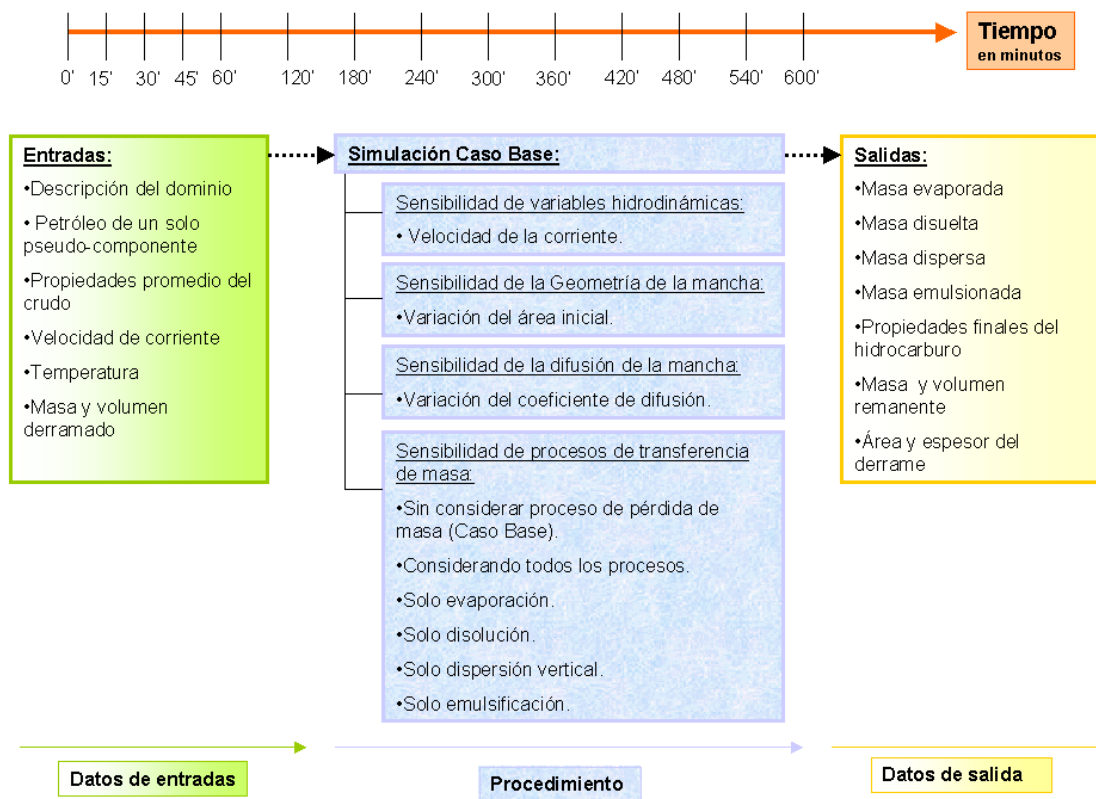 Tiempo
en minutos
0' 15' 30' 45' 60' 120' 180' 240' 300' 360' 420' 480' 540' 600'
Entradas:
•Descripción del dominio
• Petróleo de un solo
pseudo-componente
•Propiedades promedio del
crudo
•Velocidad de corriente
•Temperatura
•Masa y volumen
derramado
Simulación Caso Base:
Sensibilidad de variables hidrodinámicas:
• Velocidad de la corriente.
Sensibilidad de la Geometría de la mancha:
•Variación del área inicial.
Sensibilidad de la difusión de la mancha:
•Variación del coeficiente de difusión.
Sensibilidad de procesos de transferencia
de masa:
•Sin considerar proceso de pérdida de
masa (Caso Base).
•Considerando todos los procesos.
•Solo evaporación.
•Solo disolución.
•Solo dispersión vertical.
•Solo emulsificación.
Salidas:
•Masa evaporada
•Masa disuelta
•Masa dispersa
•Masa emulsionada
•Propiedades finales del
hidrocarburo
•Masa y volumen
remanente
•Área y espesor del
derrame
Datos de entradas
Procedimiento
Datos de salida